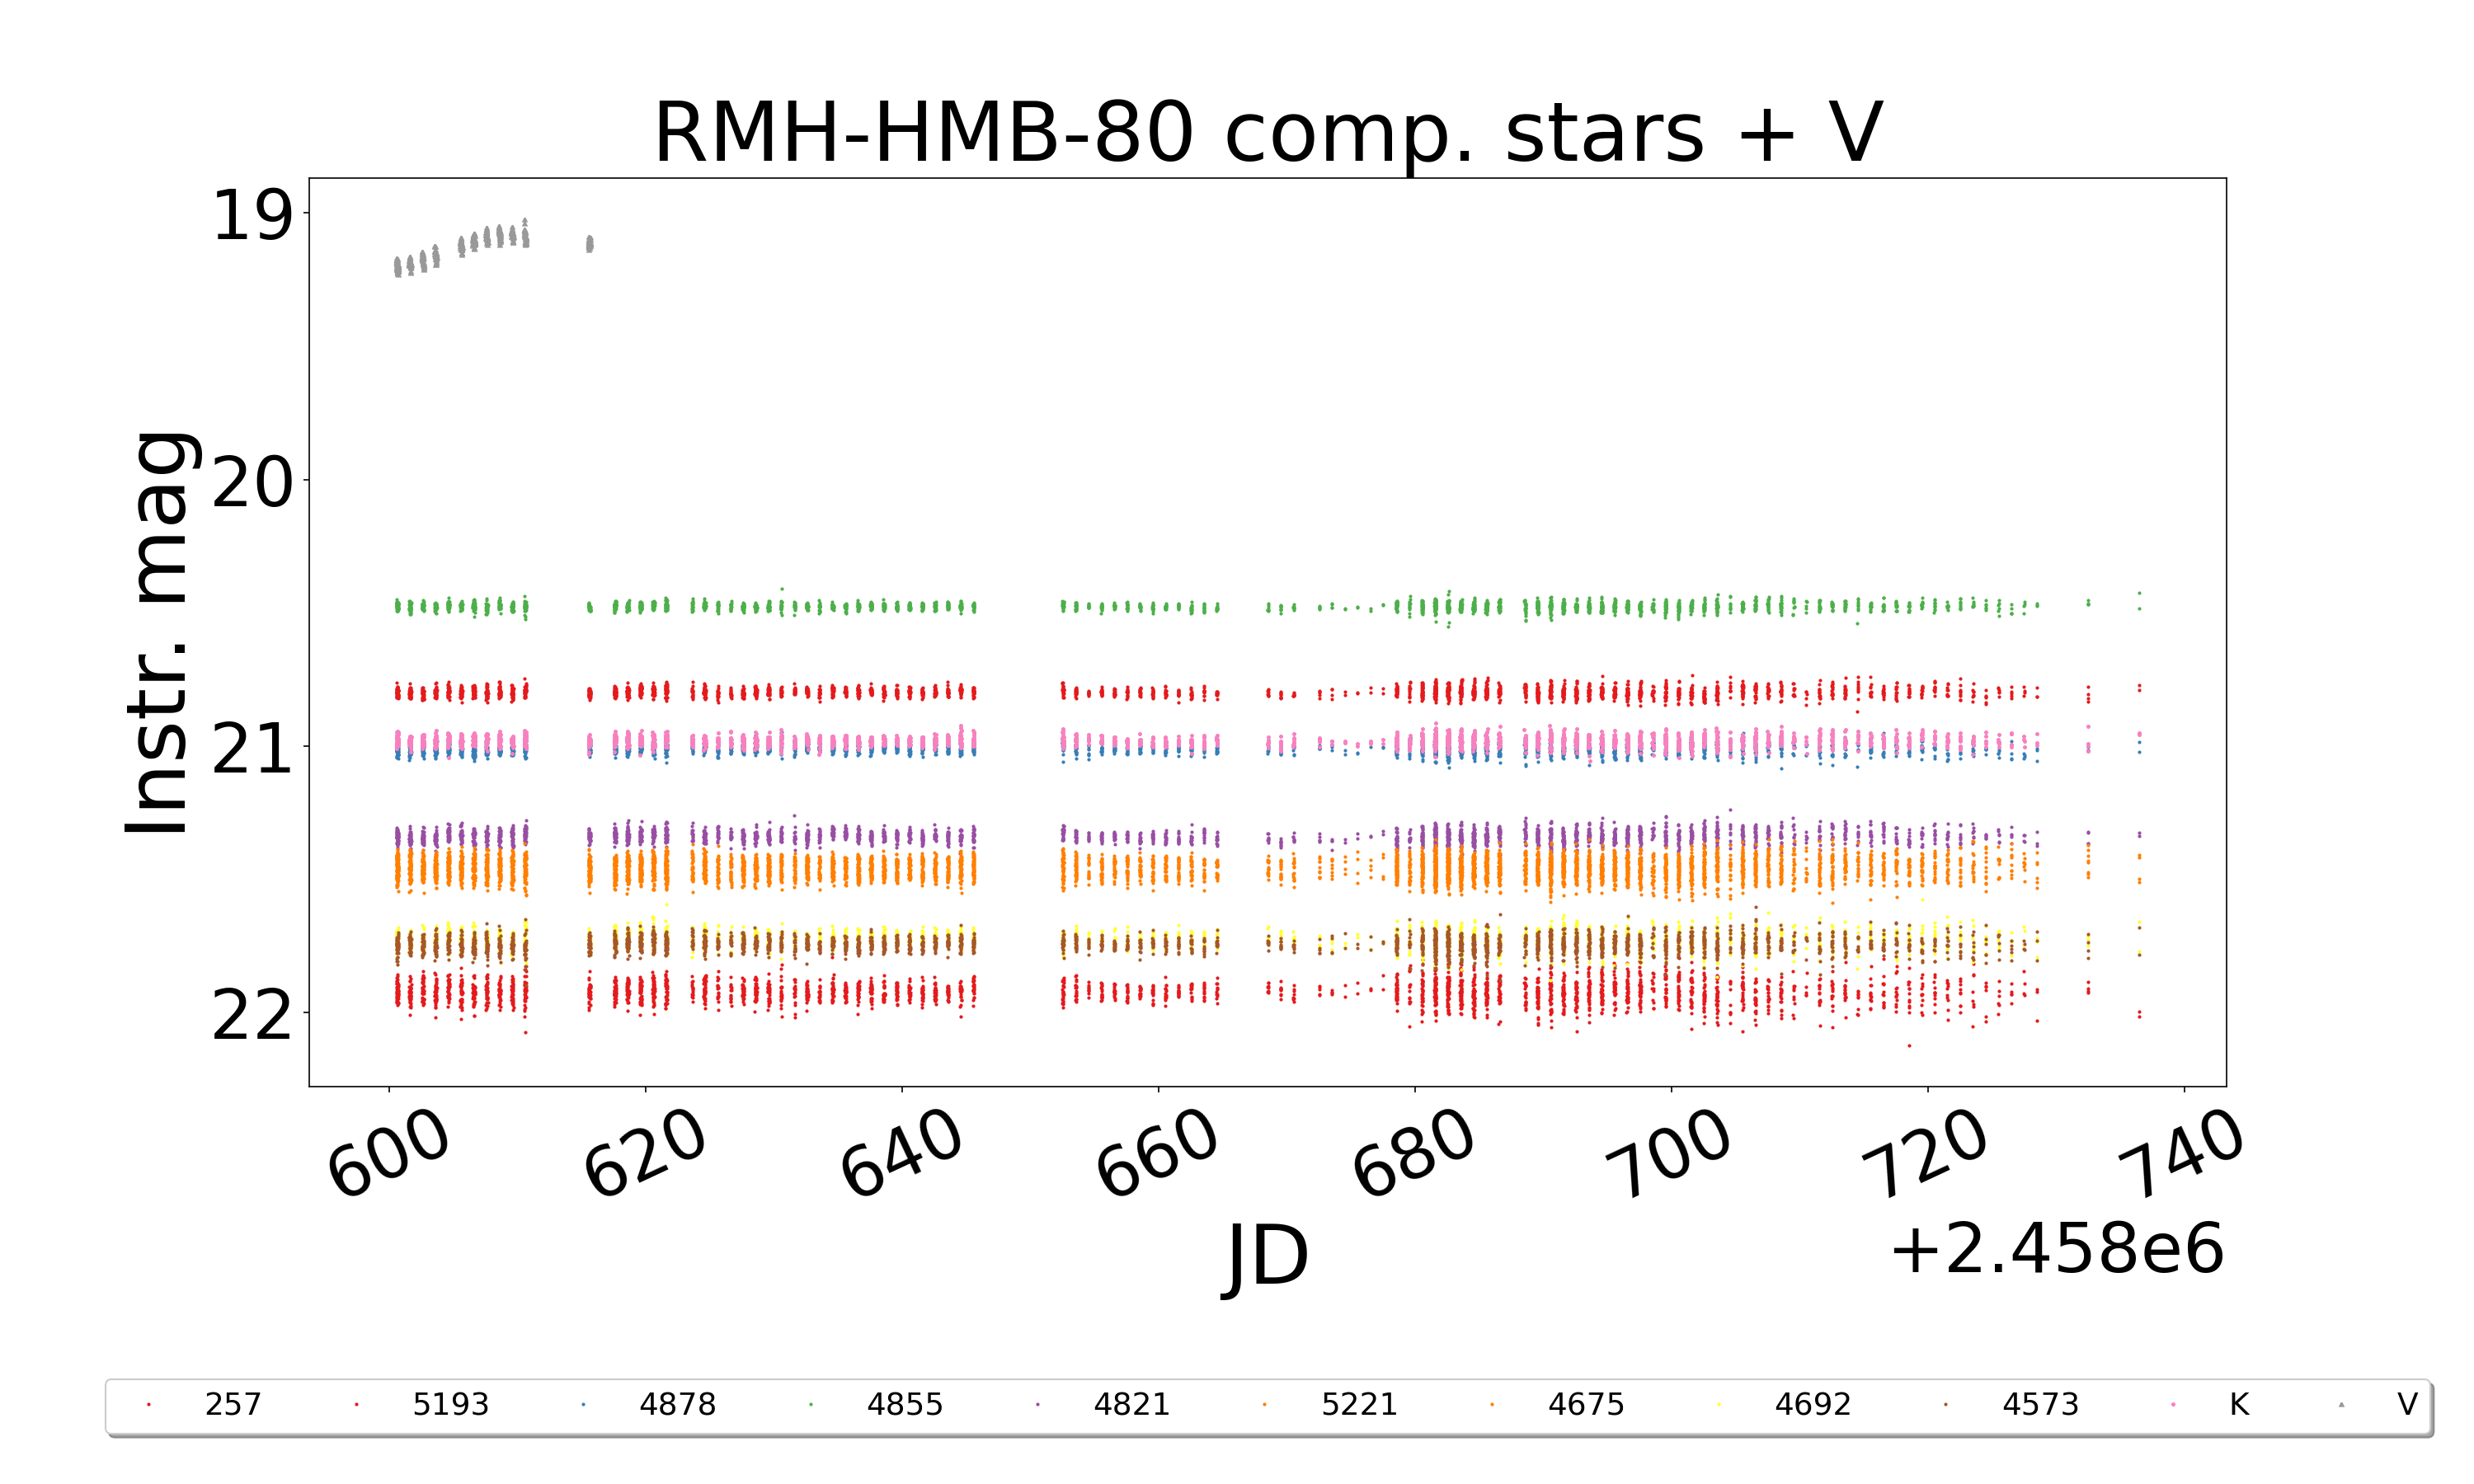 RMH-HMB-80 comp. stars + V
19
20
21
22
Instr. mag
600 620 640 660 680 700 720 740
JD
+2.458e6
257 5193 4878 4855 4821 5221 4675 4692 4573 K V